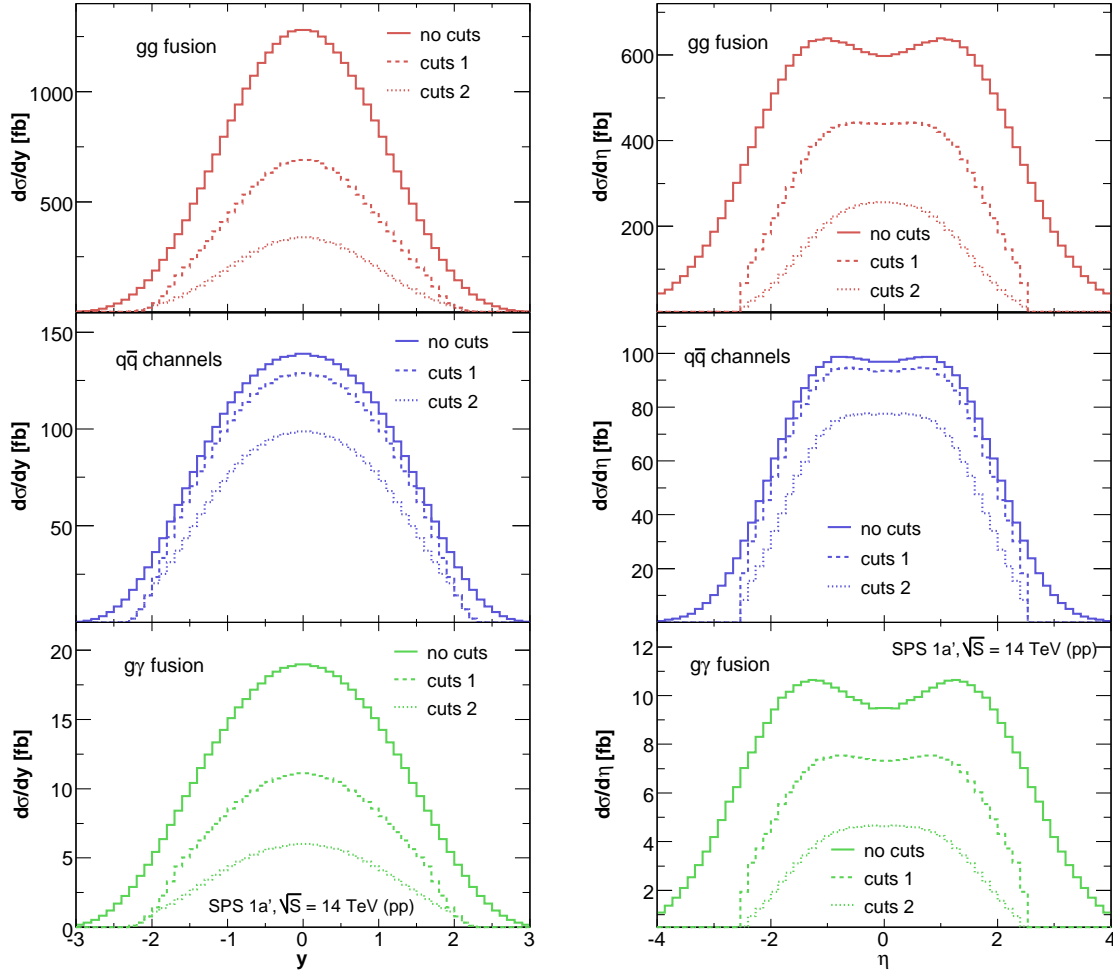 gg fusion
no cuts
cuts 1
cuts 2
1000
500
dσ/dy [fb]
qq̅ channels
no cuts
cuts 1
cuts 2
150
100
50
dσ/dy [fb]
gγ fusion
no cuts
cuts 1
cuts 2
20
15
10
5
0
dσ/dy [fb]
SPS 1a', √S = 14 TeV (pp)
-3 -2 -1 0 1 2 3
y
gg fusion
no cuts
cuts 1
cuts 2
600
400
200
dσ/dη [fb]
qq̅ channels
no cuts
cuts 1
cuts 2
100
80
60
40
20
dσ/dη [fb]
SPS 1a', √S = 14 TeV (pp)
gγ fusion
no cuts
cuts 1
cuts 2
12
10
8
6
4
2
dσ/dη [fb]
-4 -2 0 2 4
η